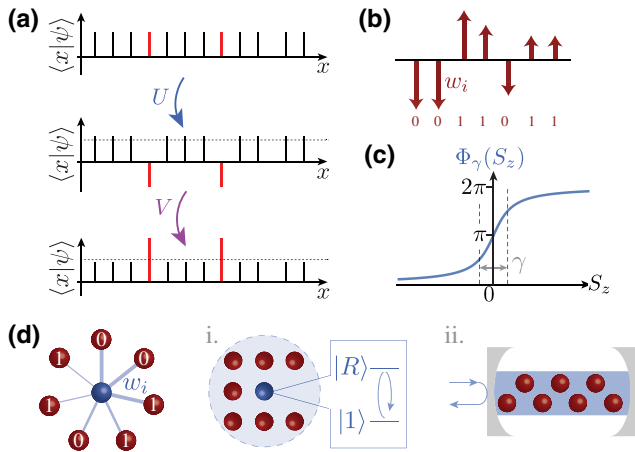 (a)
⟨x|ψ⟩
x
U
⟨x|ψ⟩
x
V
⟨x|ψ⟩
x
(b)
w_i
0 0 1 1 0 1 1
(c)
Φ_γ(S_z)
2π
π
γ
0
S_z
(d)
0
1 0
w_i
1 1
0 1
i.
|R⟩
|1⟩
ii.